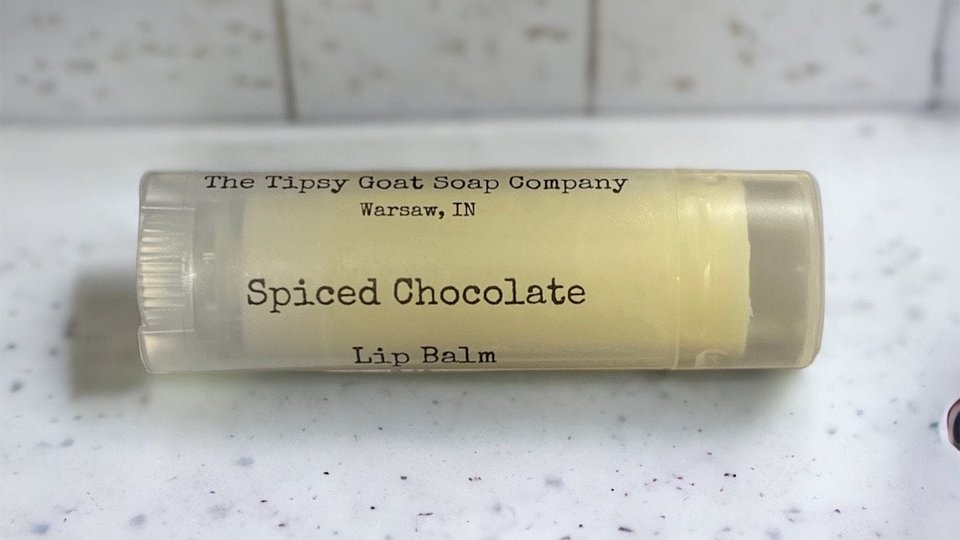 The Tipsy Goat Soap Company
Warsaw, IN
Spiced Chocolate
Lip Balm